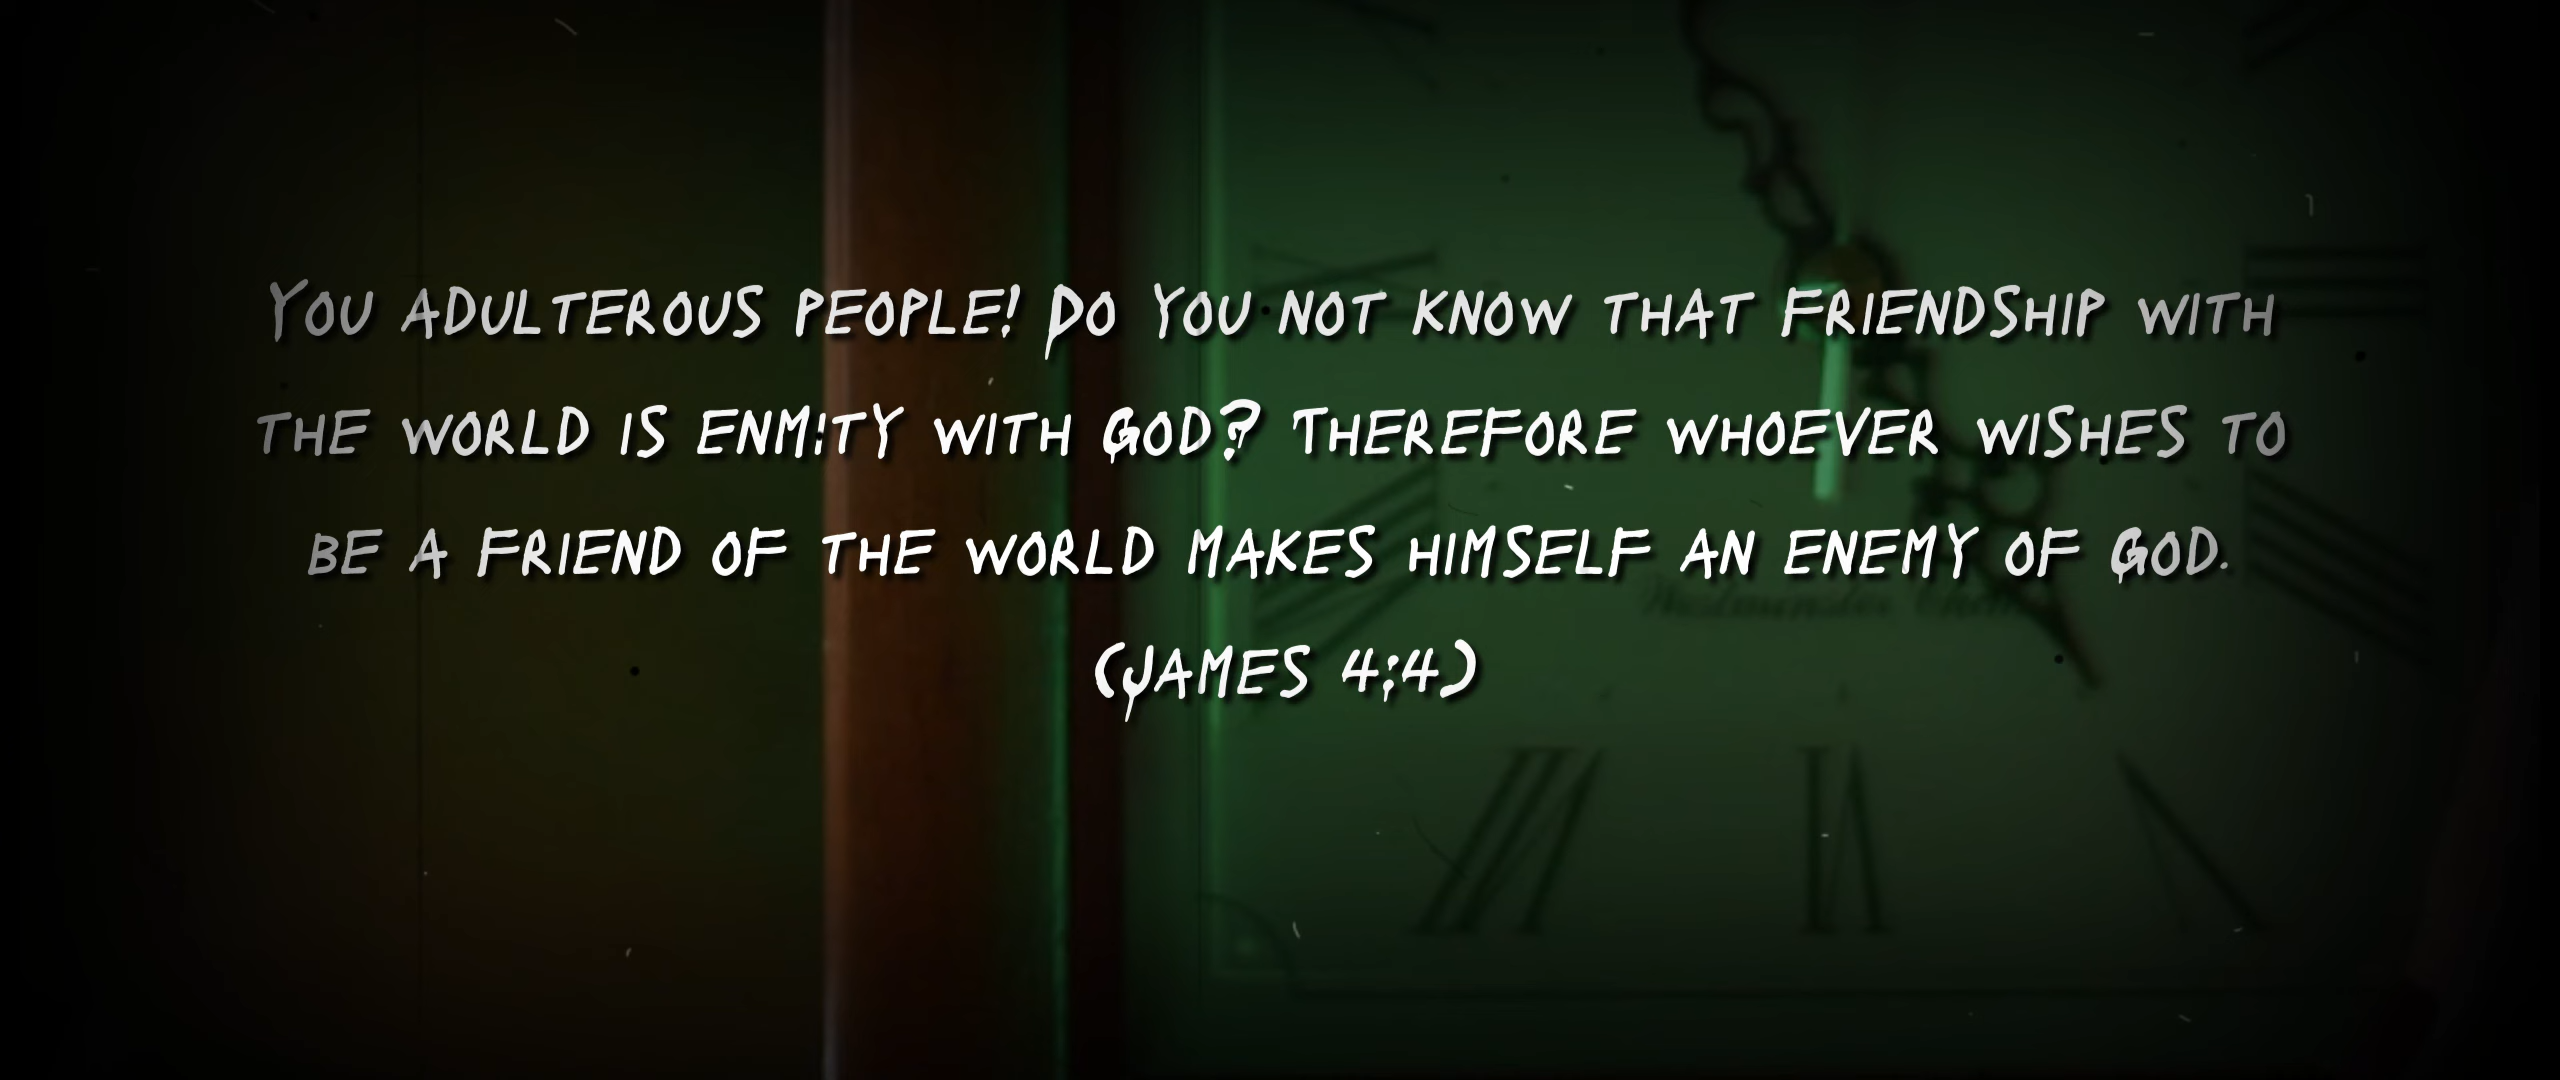 You adulterous people! Do you not know that friendship with
the world is enmity with God? Therefore whoever wishes to
be a friend of the world makes himself an enemy of God.
(James 4:4)
Westminster